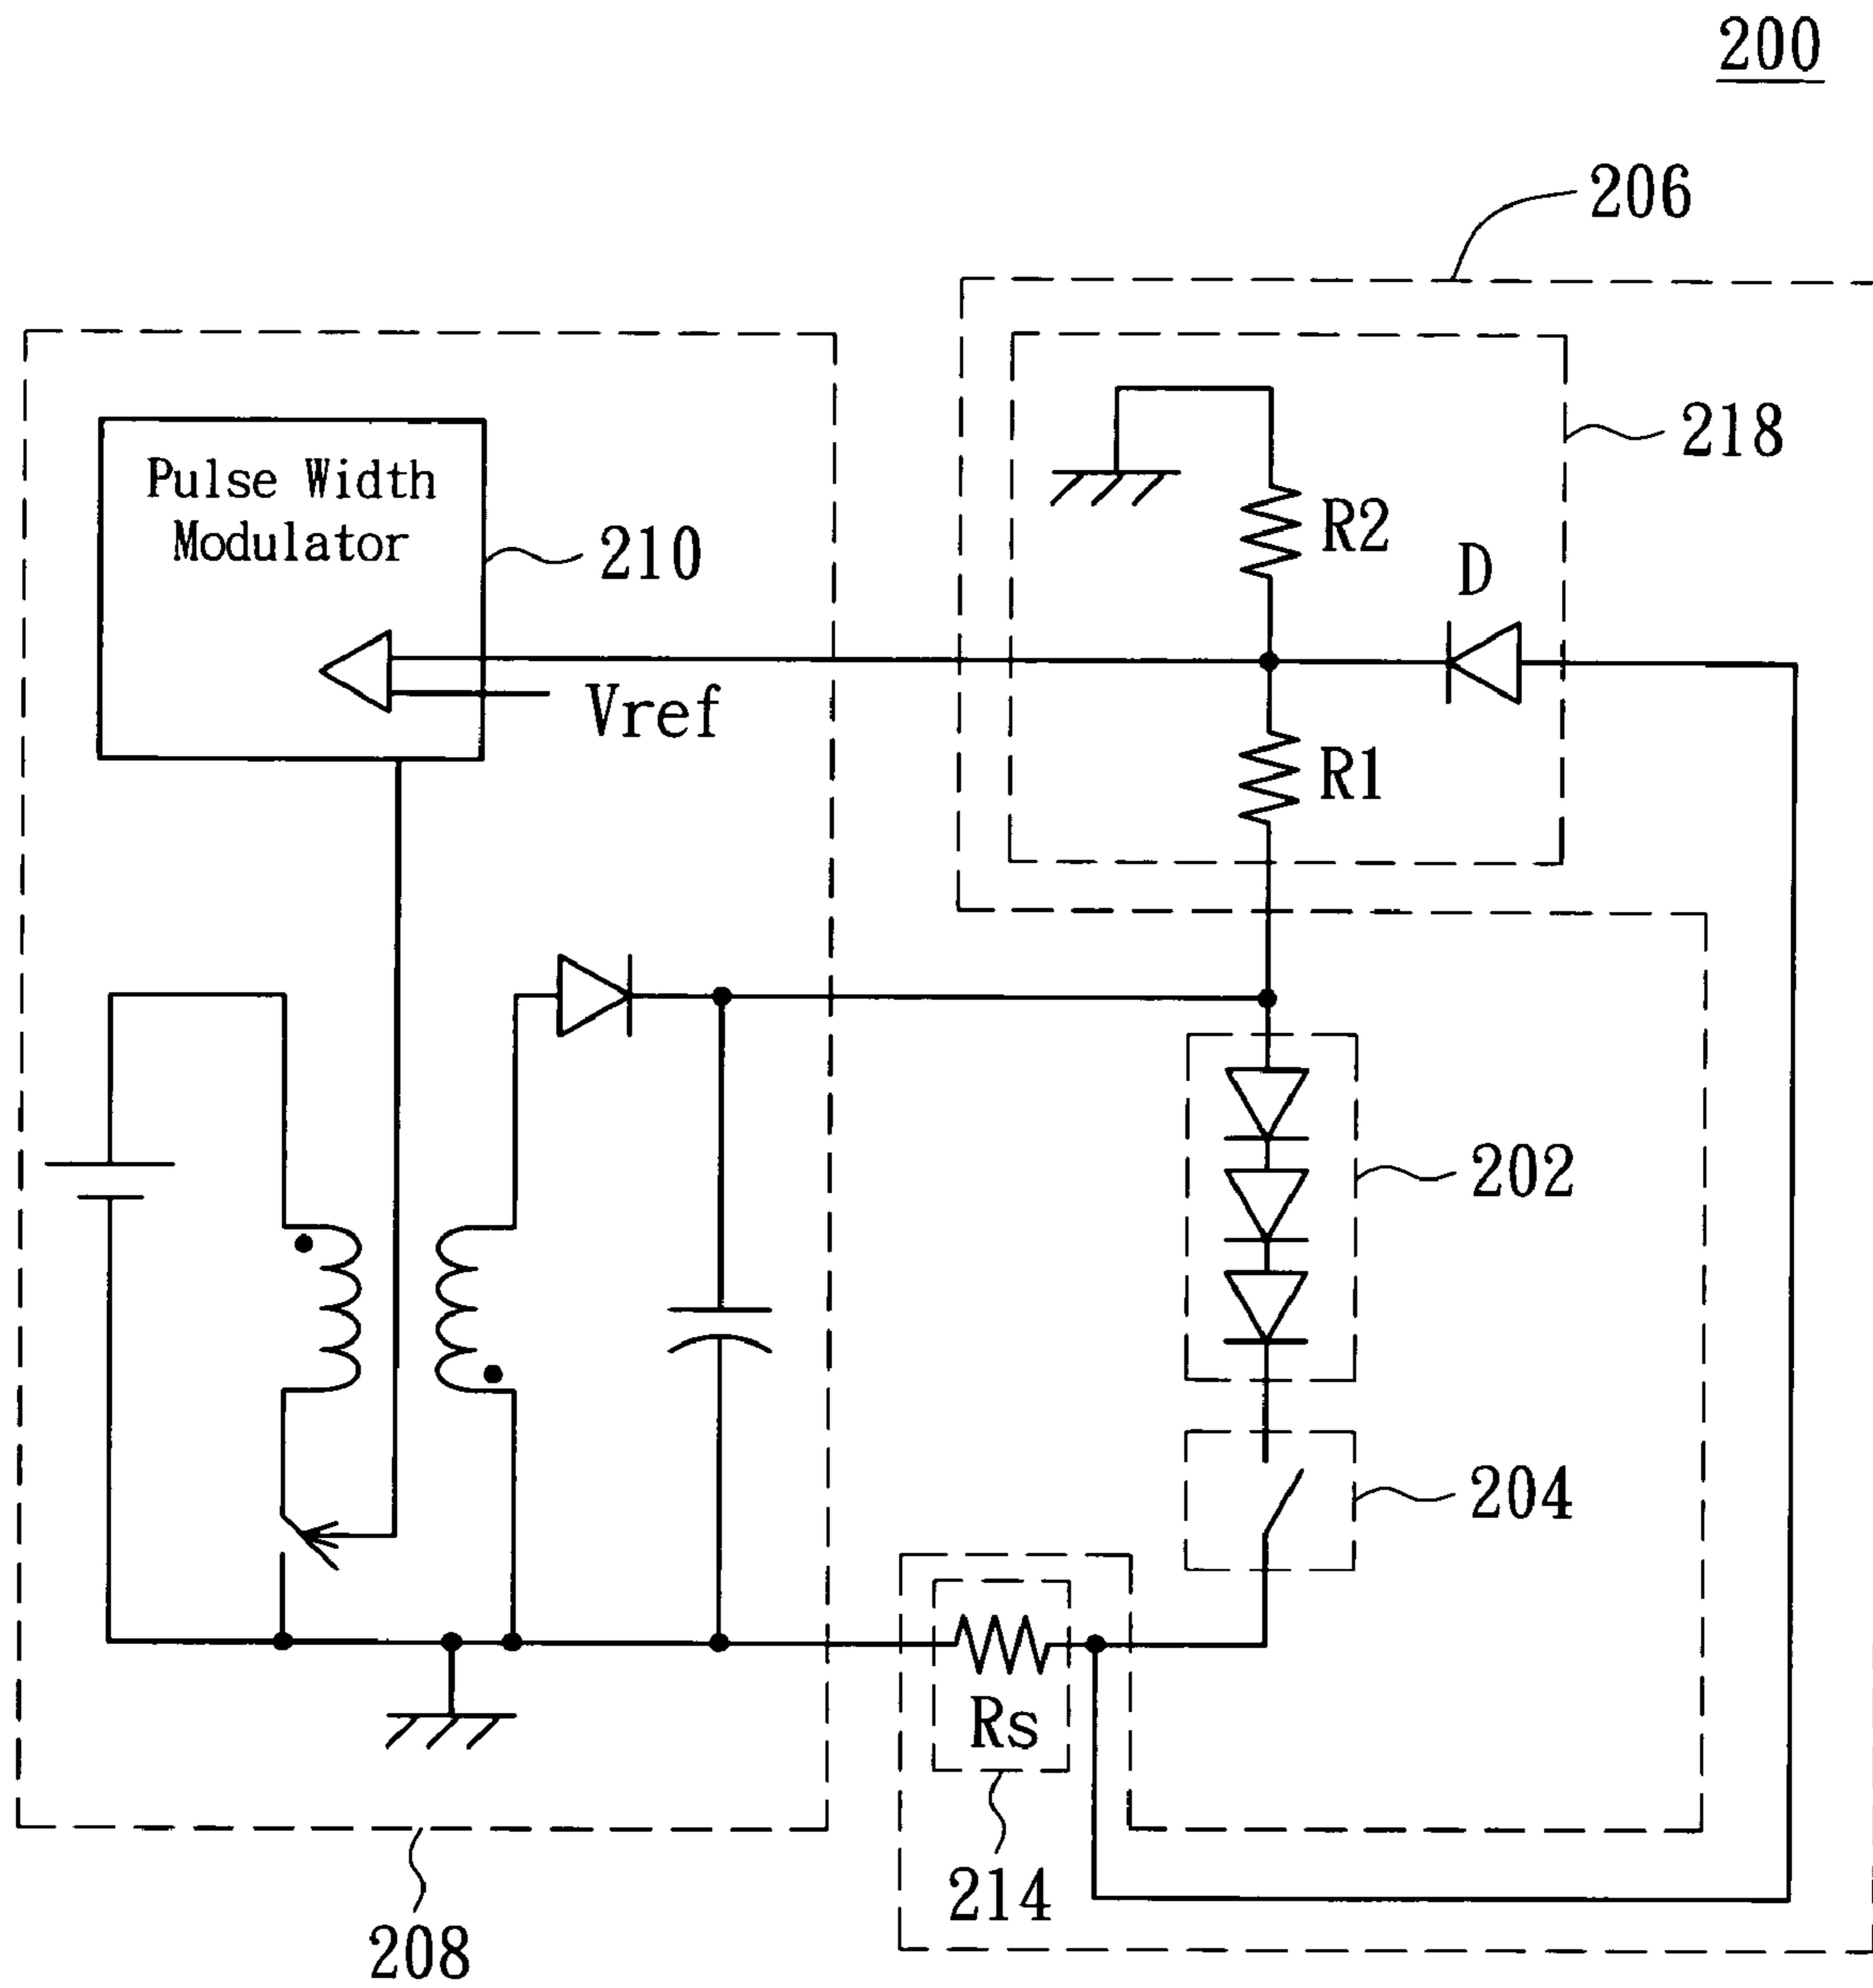 200
206
218
Pulse Width
Modulator
210
R2
D
Vref
R1
202
204
Rs
214
208